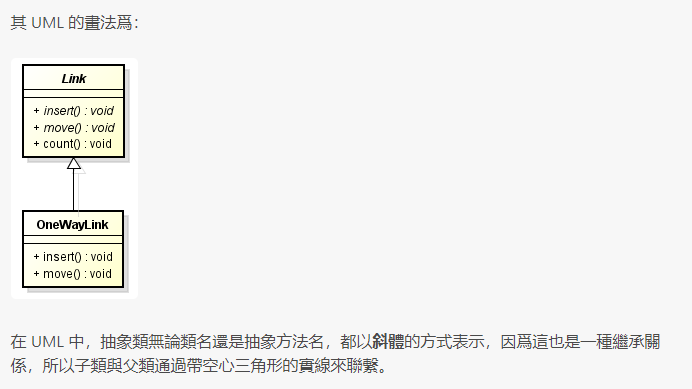 其 UML 的畫法爲：
Link
+ insert() : void
+ move() : void
+ count() : void
OneWayLink
+ insert() : void
+ move() : void
在 UML 中，抽象類無論類名還是抽象方法名，都以斜體的方式表示，因爲這也是一種繼承關
係，所以子類與父類通過帶空心三角形的實線來聯繫。